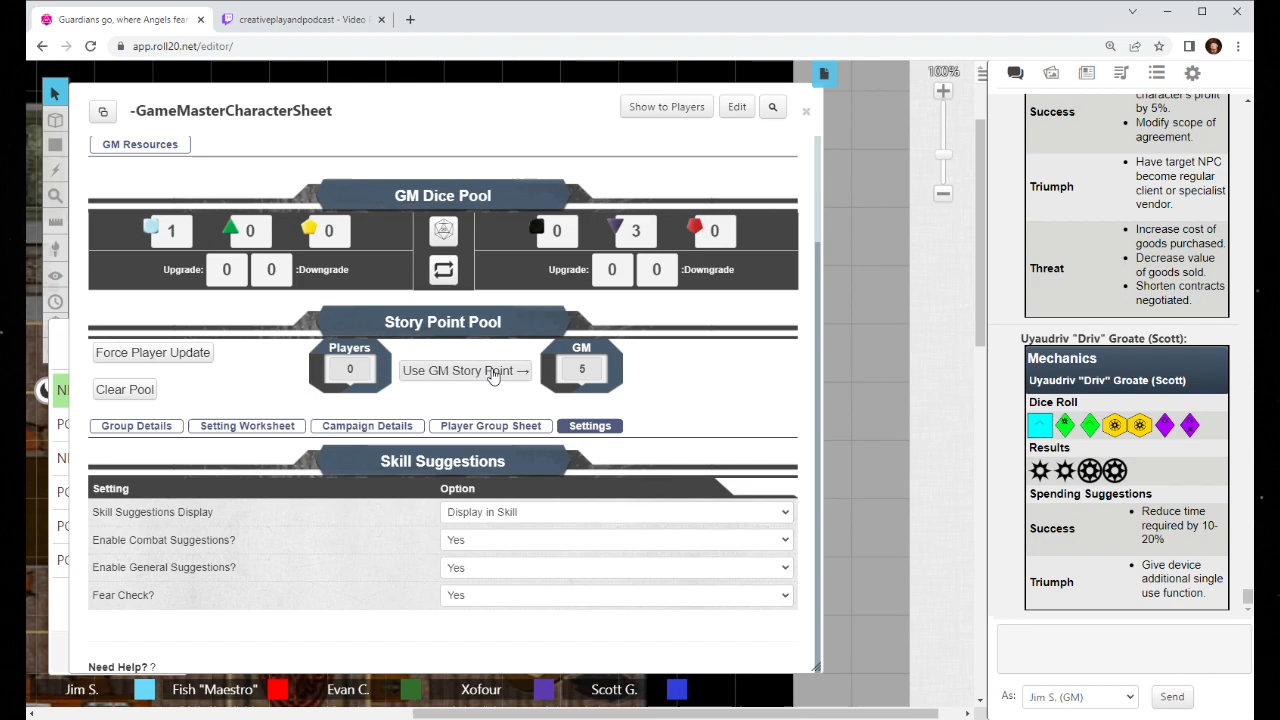 Guardians go, where Angels fear
creativeplayandpodcast - Video
app.roll20.net/editor/
-GameMasterCharacterSheet
Show to Players
Edit
GM Resources
GM Dice Pool
1
0
0
0
3
0
Upgrade:
0
0
:Downgrade
Upgrade:
0
0
:Downgrade
Story Point Pool
Force Player Update
Clear Pool
Players
0
Use GM Story Point →
GM
5
Group Details
Setting Worksheet
Campaign Details
Player Group Sheet
Settings
Skill Suggestions
Setting
Option
Skill Suggestions Display
Display in Skill
Enable Combat Suggestions?
Yes
Enable General Suggestions?
Yes
Fear Check?
Yes
Need Help? ?
Jim S.
Fish "Maestro"
Evan C.
Xofour
Scott G.
100%
character's profit
by 5%.
Success
• Modify scope of
agreement.
Triumph
• Have target NPC
become regular
client or specialist
vendor.
Threat
• Increase cost of
goods purchased.
• Decrease value
of goods sold.
• Shorten contracts
negotiated.
Uyaudriv "Driv" Groate (Scott):
Mechanics
Uyaudriv "Driv" Groate (Scott)
Dice Roll
Results
Spending Suggestions
Success
• Reduce time
required by 10-
20%
Triumph
• Give device
additional single
use function.
As:
Jim S. (GM)
Send